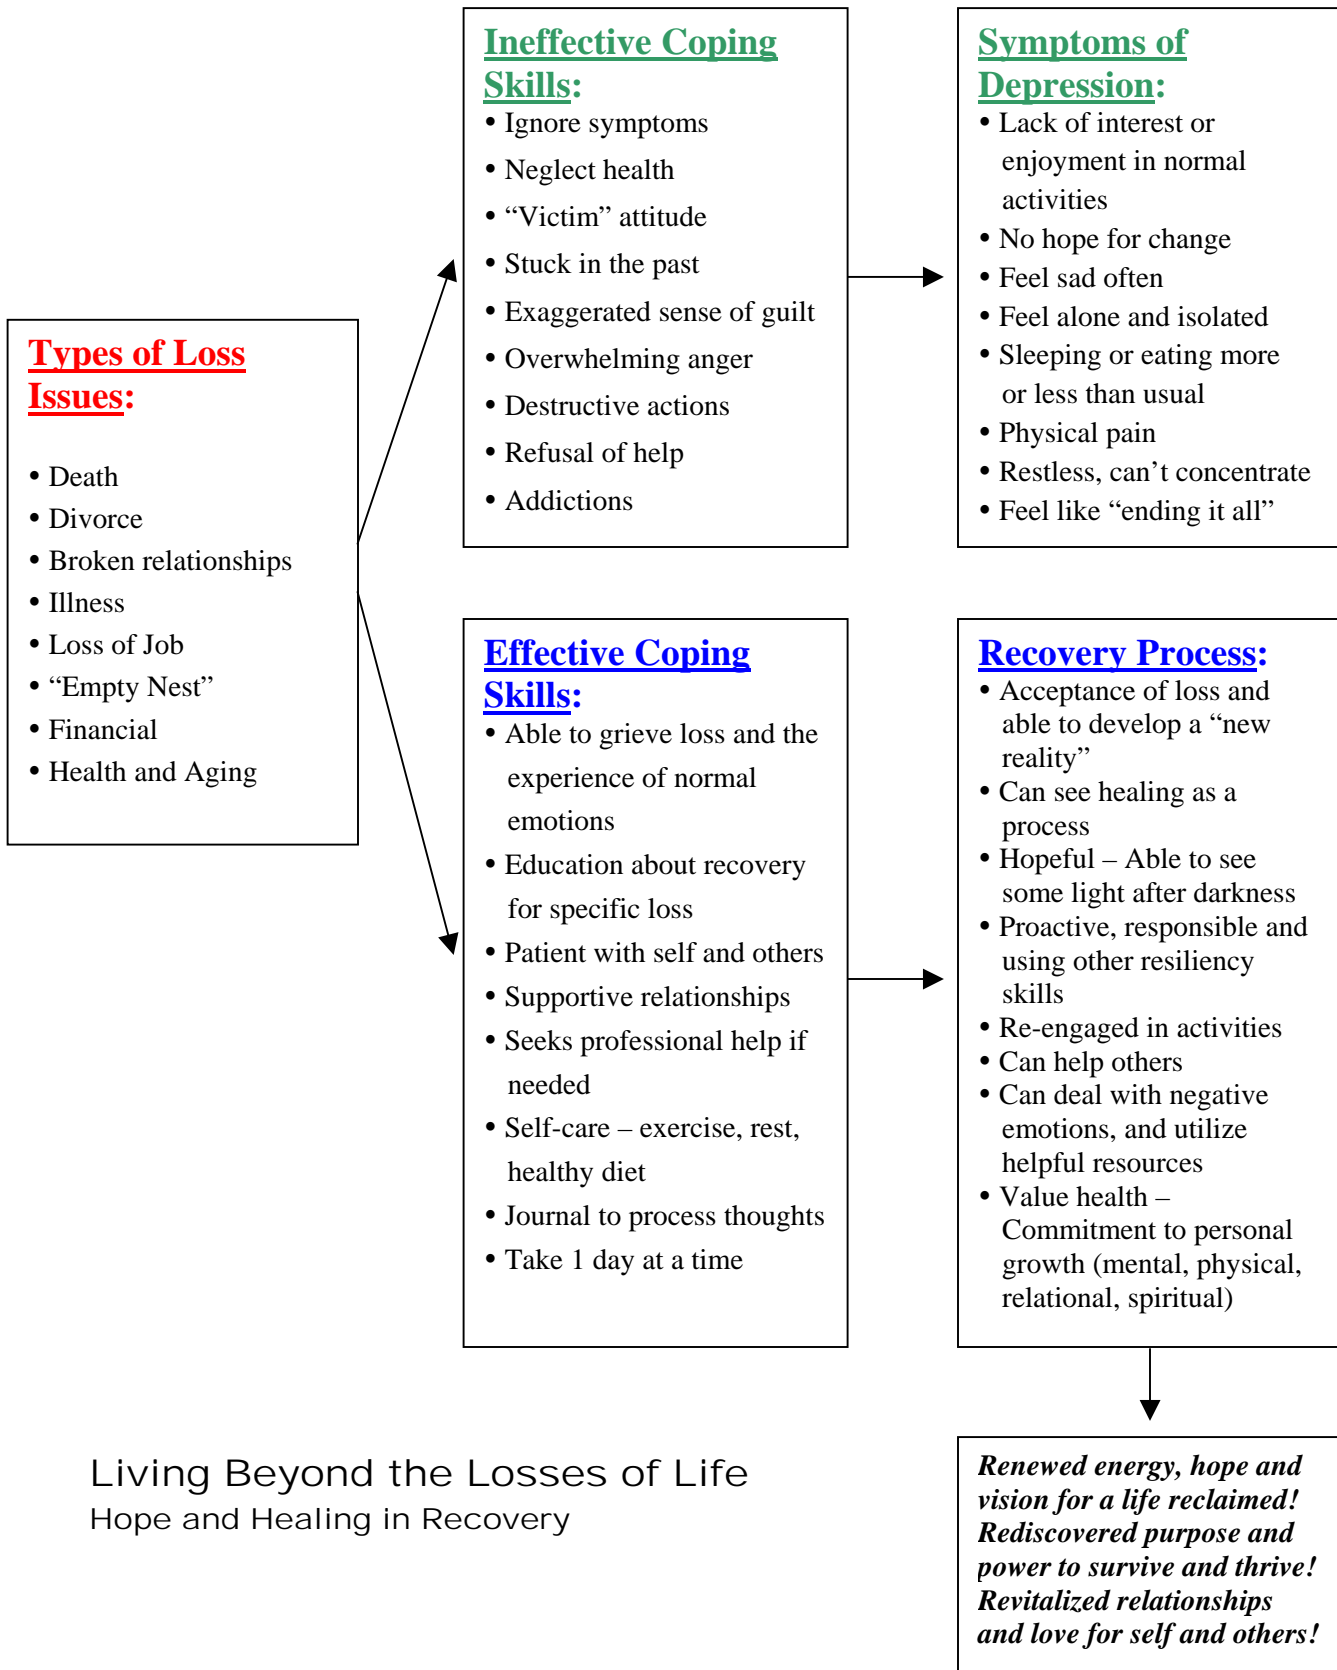 Types of Loss
Issues:
• Death
• Divorce
• Broken relationships
• Illness
• Loss of Job
• “Empty Nest”
• Financial
• Health and Aging
Ineffective Coping
Skills:
• Ignore symptoms
• Neglect health
• “Victim” attitude
• Stuck in the past
• Exaggerated sense of guilt
• Overwhelming anger
• Destructive actions
• Refusal of help
• Addictions
Symptoms of
Depression:
• Lack of interest or
enjoyment in normal
activities
• No hope for change
• Feel sad often
• Feel alone and isolated
• Sleeping or eating more
or less than usual
• Physical pain
• Restless, can’t concentrate
• Feel like “ending it all”
Effective Coping
Skills:
• Able to grieve loss and the
experience of normal
emotions
• Education about recovery
for specific loss
• Patient with self and others
• Supportive relationships
• Seeks professional help if
needed
• Self-care – exercise, rest,
healthy diet
• Journal to process thoughts
• Take 1 day at a time
Recovery Process:
• Acceptance of loss and
able to develop a “new
reality”
• Can see healing as a
process
• Hopeful – Able to see
some light after darkness
• Proactive, responsible and
using other resiliency
skills
• Re-engaged in activities
• Can help others
• Can deal with negative
emotions, and utilize
helpful resources
• Value health –
Commitment to personal
growth (mental, physical,
relational, spiritual)
Renewed energy, hope and
vision for a life reclaimed!
Rediscovered purpose and
power to survive and thrive!
Revitalized relationships
and love for self and others!
Living Beyond the Losses of Life
Hope and Healing in Recovery